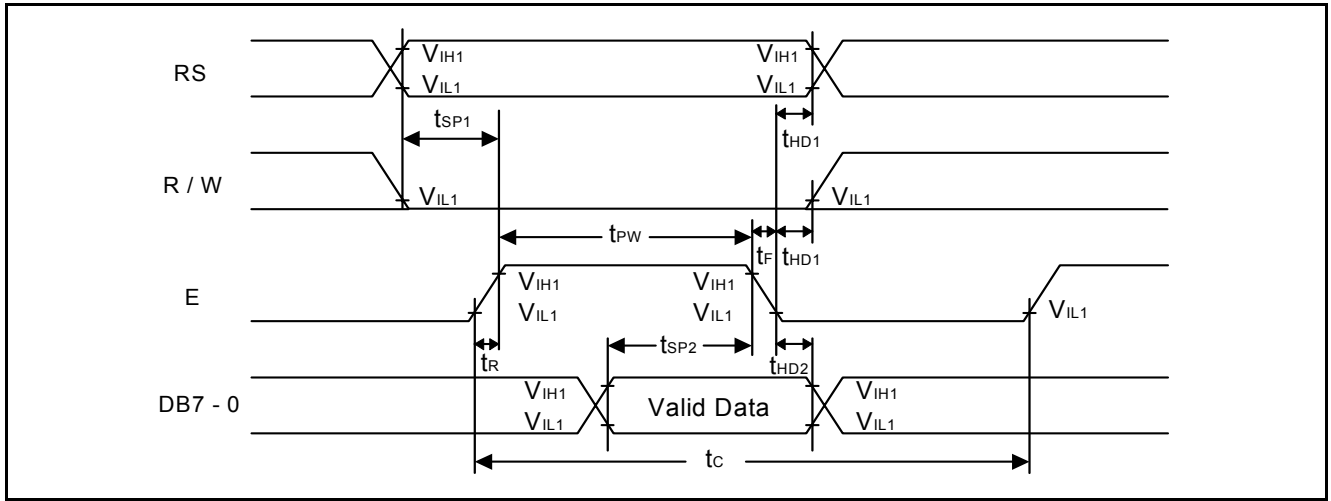 RS
VIH1
VIH1
VIL1
VIL1
tSP1
tHD1
R / W
VIL1
VIL1
tPW
tF
tHD1
E
VIH1
VIH1
VIL1
VIL1
VIL1
tR
tSP2
tHD2
DB7 - 0
VIH1
VIH1
Valid Data
VIL1
VIL1
tC